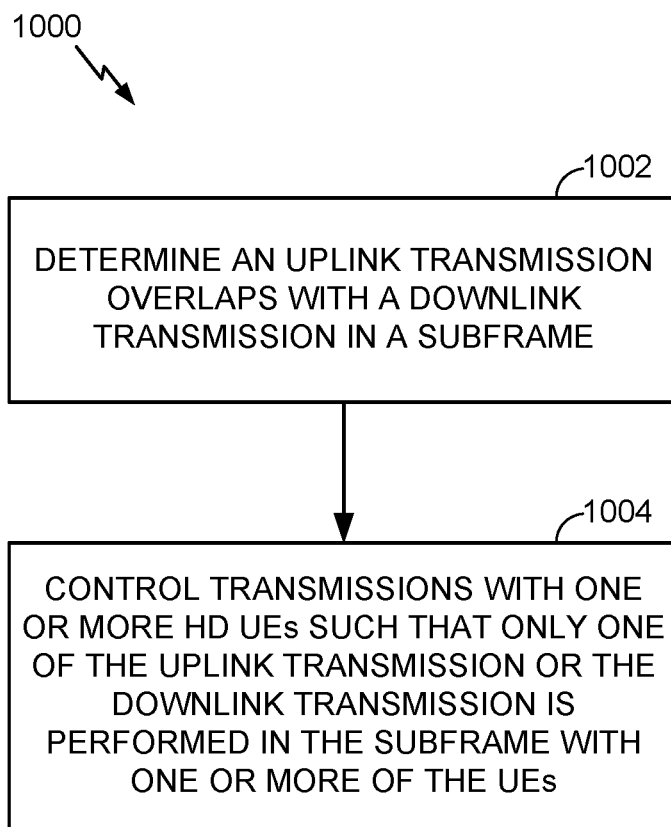 1000
1002
DETERMINE AN UPLINK TRANSMISSION
OVERLAPS WITH A DOWNLINK
TRANSMISSION IN A SUBFRAME
1004
CONTROL TRANSMISSIONS WITH ONE
OR MORE HD UEs SUCH THAT ONLY ONE
OF THE UPLINK TRANSMISSION OR THE
DOWNLINK TRANSMISSION IS
PERFORMED IN THE SUBFRAME WITH
ONE OR MORE OF THE UEs